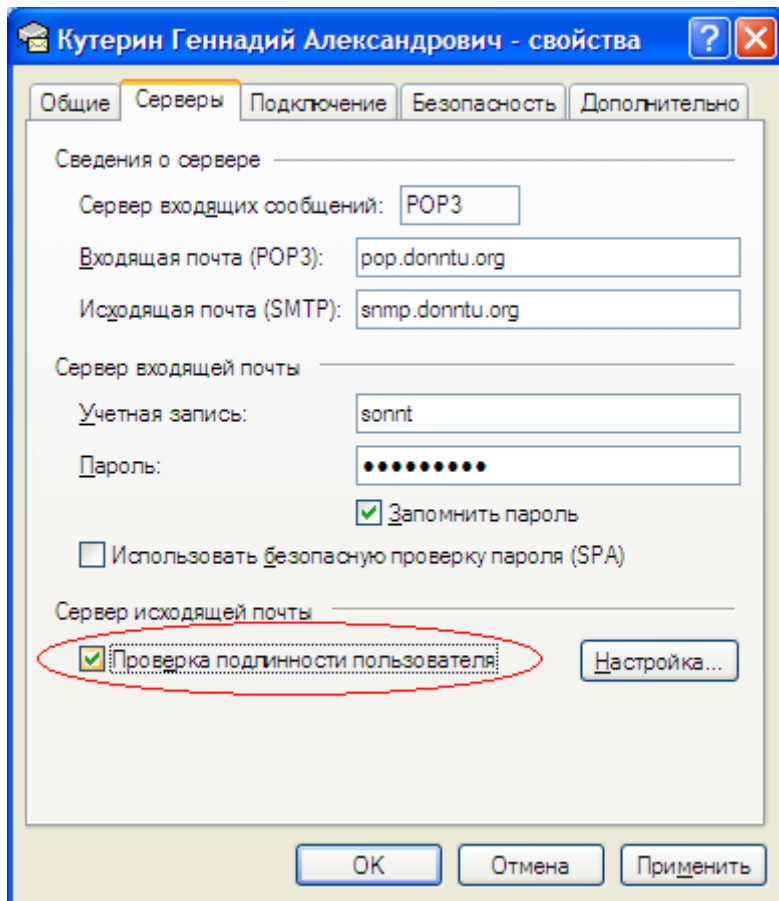 Кутерин Геннадий Александрович - свойства
Общие Серверы Подключение Безопасность Дополнительно
Сведения о сервере
Сервер входящих сообщений: POP3
Входящая почта (POP3): pop.donntu.org
Исходящая почта (SMTP): snmp.donntu.org
Сервер входящей почты
Учетная запись: sonnt
Пароль: •••••••••
Запомнить пароль
Использовать безопасную проверку пароля (SPA)
Сервер исходящей почты
Проверка подлинности пользователя Настройка...
OK Отмена Применить